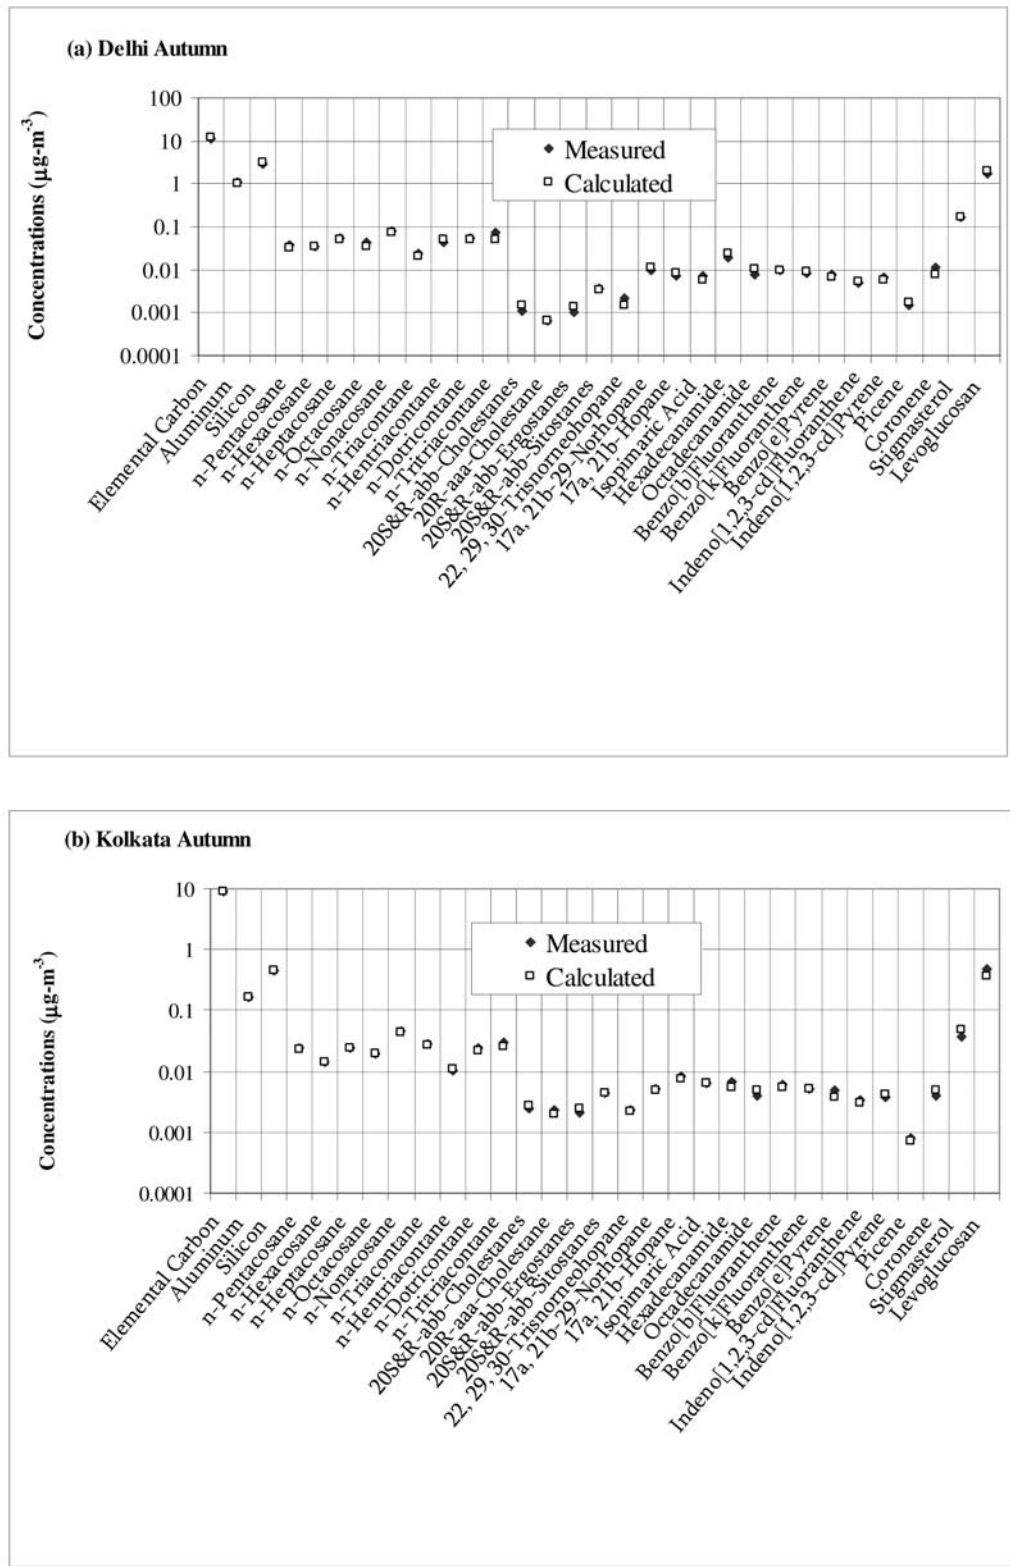 (a) Delhi Autumn
Concentrations (µg-m-3)
100
10
1
0.1
0.01
0.001
0.0001
Measured
Calculated
Elemental Carbon
Aluminum
Silicon
n-Pentacosane
n-Hexacosane
n-Heptacosane
n-Octacosane
n-Nonacosane
n-Triacontane
n-Hentriacontane
n-Dotricontane
n-Tritriacontane
20S&R-abb-Cholestanes
20R-aaa-Cholestane
20S&R-abb-Ergostanes
20S&R-abb-Sitostanes
22, 29, 30-Trisnorneohopane
17a, 21b-29-Norhopane
17a, 21b-Hopane
Isopimaric Acid
Hexadecanamide
Octadecanamide
Benzo[b]Fluoranthene
Benzo[k]Fluoranthene
Benzo[e]Pyrene
Indeno[1,2,3-cd]Fluoranthene
Indeno[1,2,3-cd]Pyrene
Picene
Coronene
Stigmasterol
Levoglucosan
(b) Kolkata Autumn
Concentrations (µg-m-3)
10
1
0.1
0.01
0.001
0.0001
Measured
Calculated
Elemental Carbon
Aluminum
Silicon
n-Pentacosane
n-Hexacosane
n-Heptacosane
n-Octacosane
n-Nonacosane
n-Triacontane
n-Hentriacontane
n-Dotricontane
n-Tritriacontane
20S&R-abb-Cholestanes
20R-aaa-Cholestane
20S&R-abb-Ergostanes
20S&R-abb-Sitostanes
22, 29, 30-Trisnorneohopane
17a, 21b-29-Norhopane
17a, 21b-Hopane
Isopimaric Acid
Hexadecanamide
Octadecanamide
Benzo[b]Fluoranthene
Benzo[k]Fluoranthene
Benzo[e]Pyrene
Indeno[1,2,3-cd]Fluoranthene
Indeno[1,2,3-cd]Pyrene
Picene
Coronene
Stigmasterol
Levoglucosan